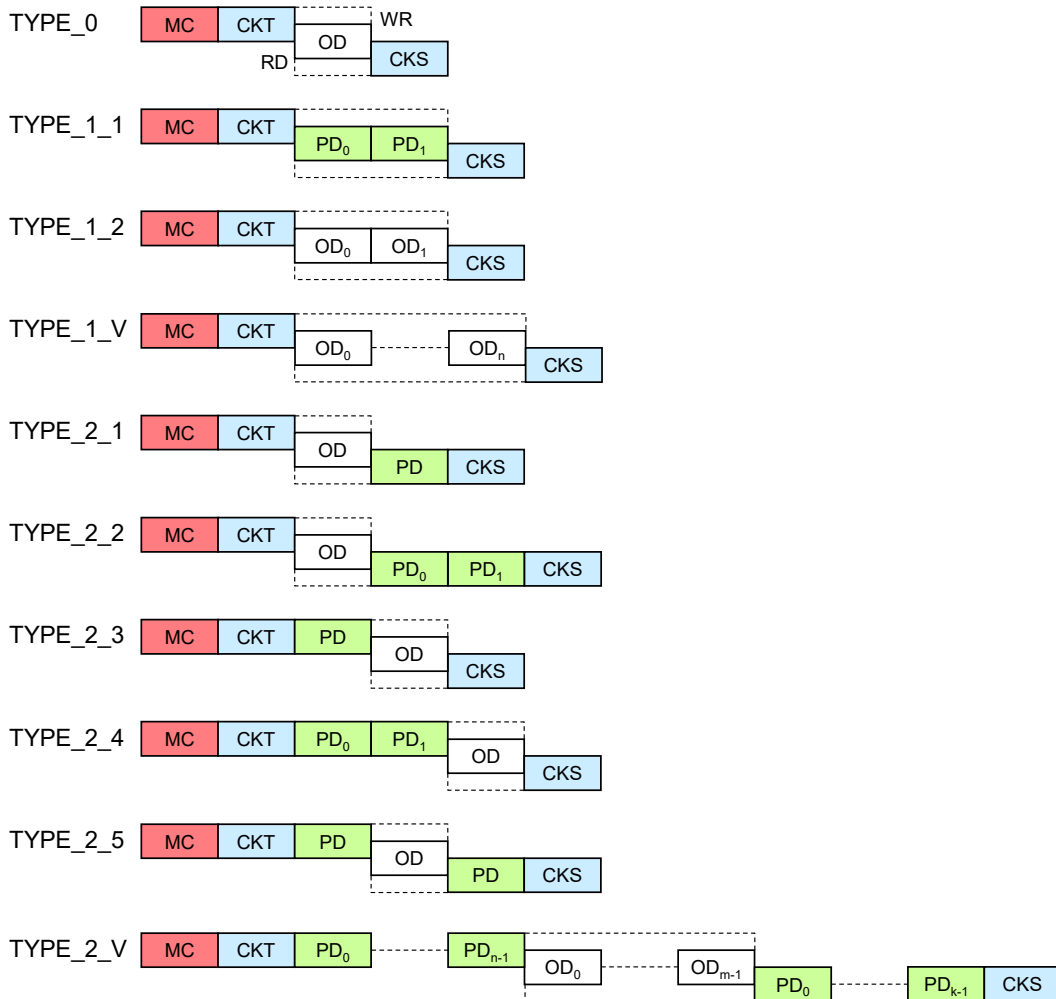 TYPE_0 MC CKT OD WR RD CKS
TYPE_1_1 MC CKT PD₀ PD₁ CKS
TYPE_1_2 MC CKT OD₀ OD₁ CKS
TYPE_1_V MC CKT OD₀ ODₙ CKS
TYPE_2_1 MC CKT OD PD CKS
TYPE_2_2 MC CKT OD PD₀ PD₁ CKS
TYPE_2_3 MC CKT PD OD CKS
TYPE_2_4 MC CKT PD₀ PD₁ OD CKS
TYPE_2_5 MC CKT PD OD PD CKS
TYPE_2_V MC CKT PD₀ PDₙ₋₁ OD₀ ODₘ₋₁ PD₀ PDₖ₋₁ CKS